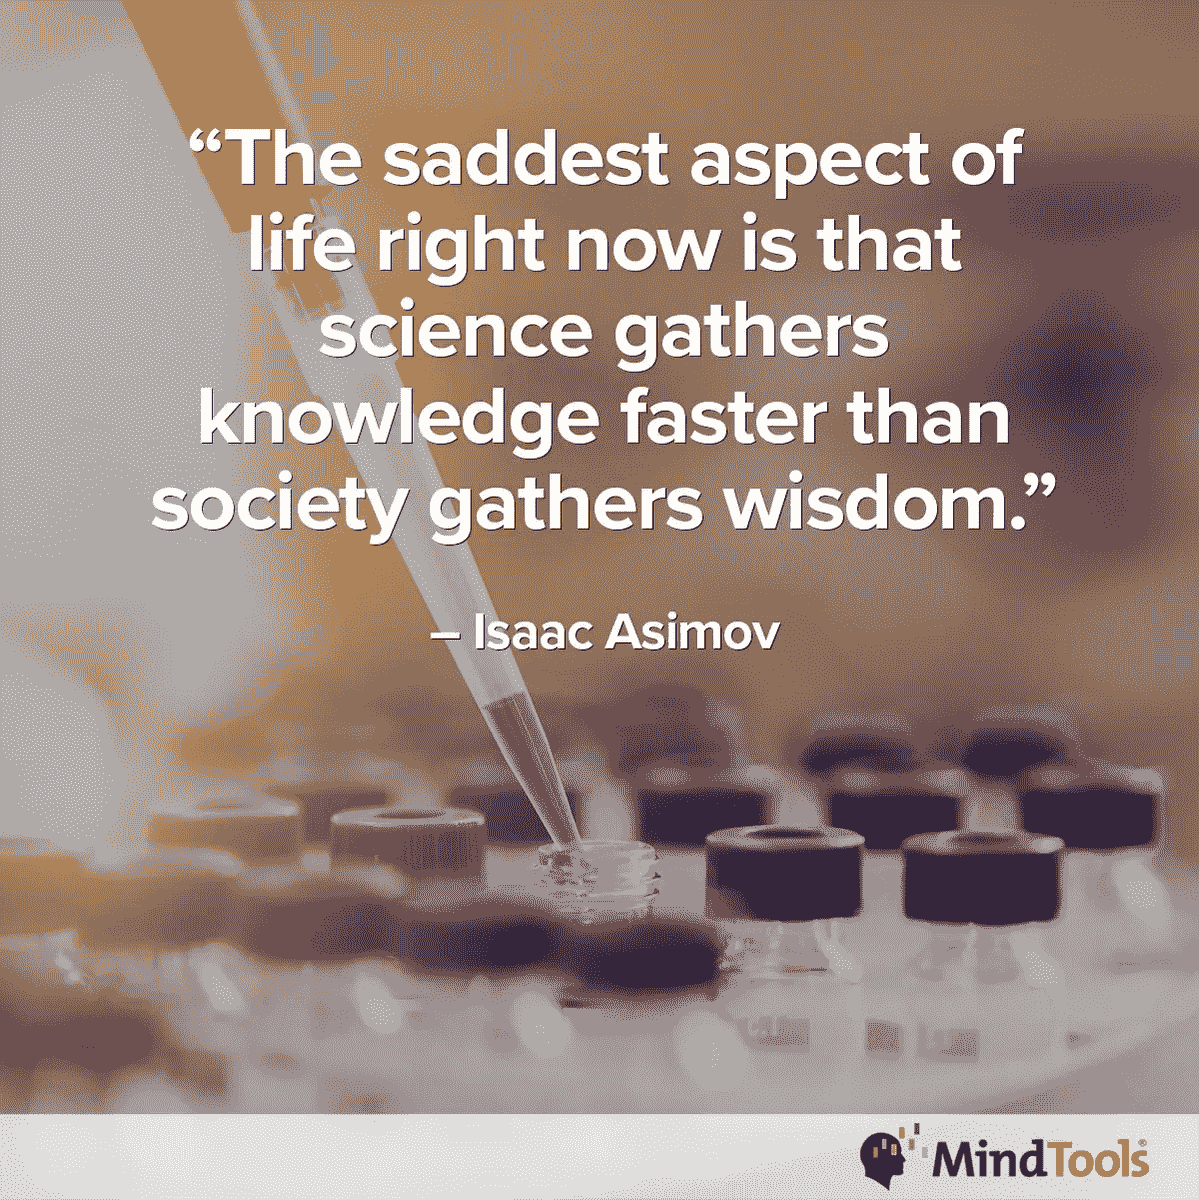 “The saddest aspect of
life right now is that
science gathers
knowledge faster than
society gathers wisdom.”
– Isaac Asimov
MindTools®